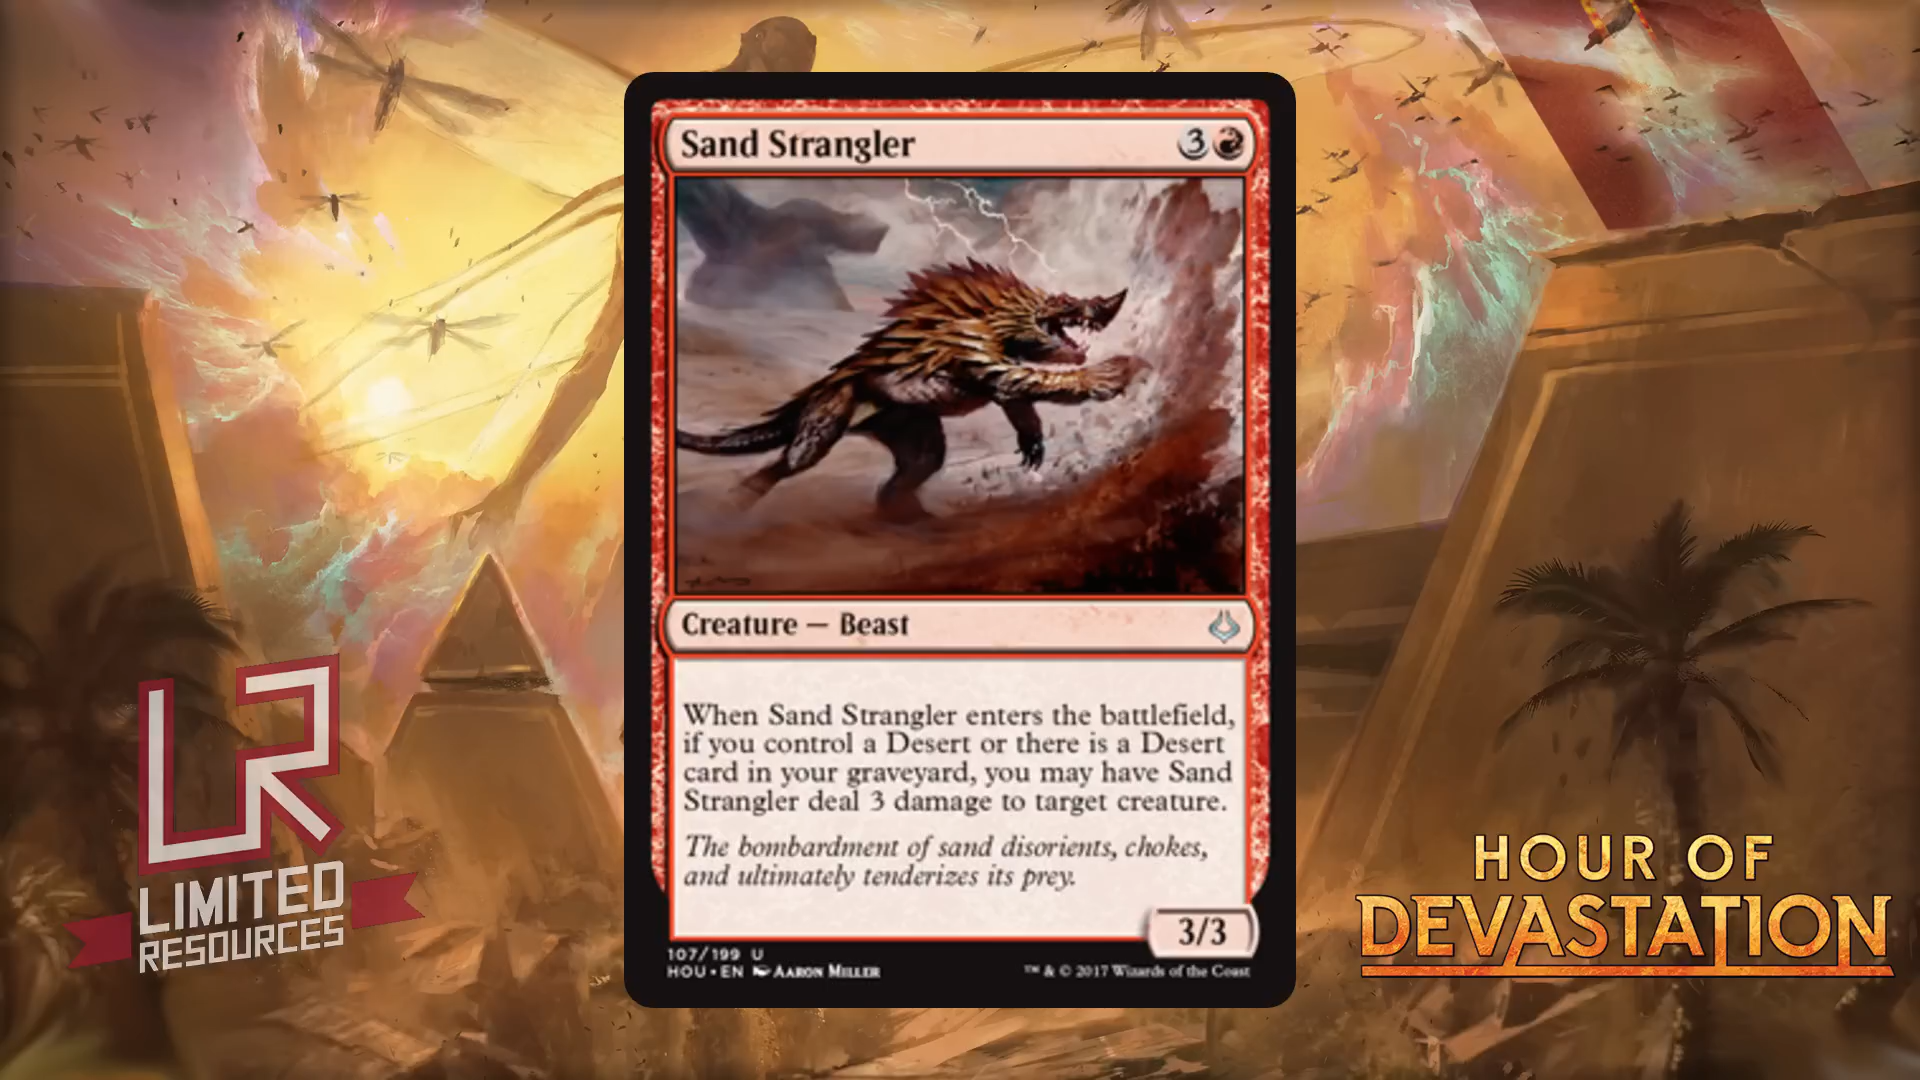 Sand Strangler
3
Creature — Beast
When Sand Strangler enters the battlefield,
if you control a Desert or there is a Desert
card in your graveyard, you may have Sand
Strangler deal 3 damage to target creature.
The bombardment of sand disorients, chokes,
and ultimately tenderizes its prey.
3/3
107/199 U
HOU • EN AARON MILLER
™ & © 2017 Wizards of the Coast
LR
LIMITED
RESOURCES
HOUR OF
DEVASTATION